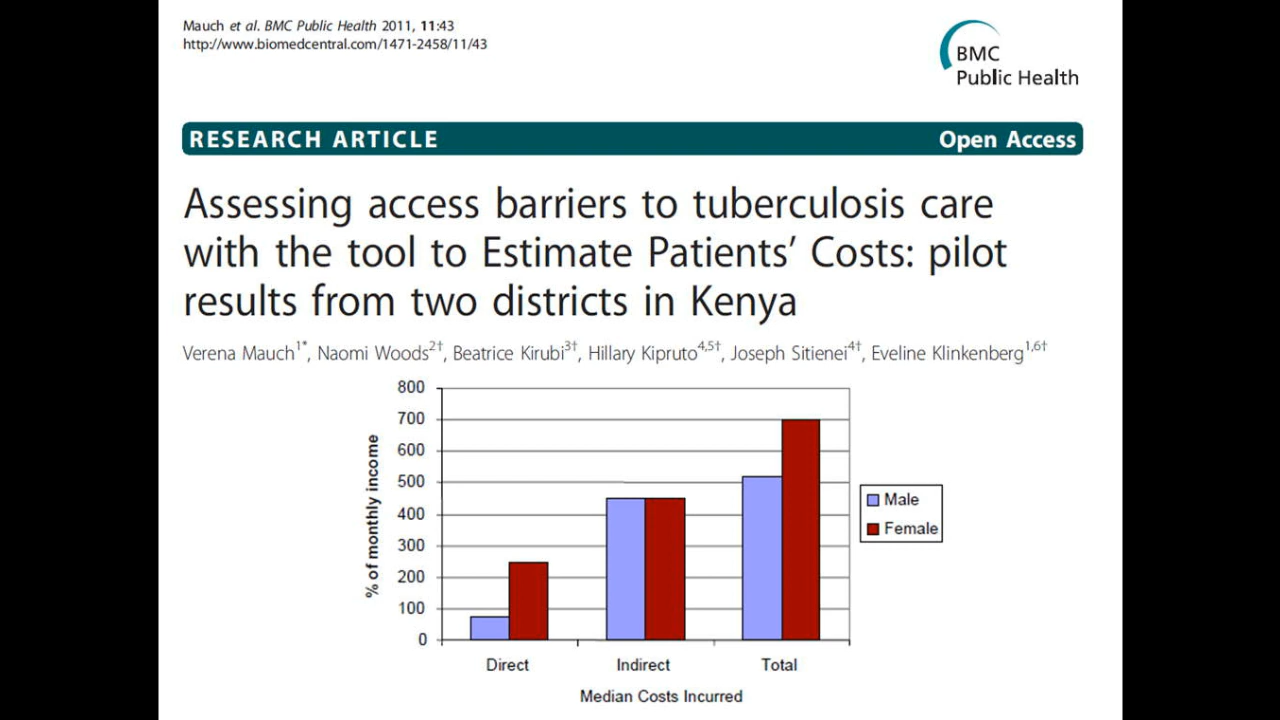 Mauch et al. BMC Public Health 2011, 11:43
http://www.biomedcentral.com/1471-2458/11/43
BMC
Public Health
RESEARCH ARTICLE
Open Access
Assessing access barriers to tuberculosis care
with the tool to Estimate Patients’ Costs: pilot
results from two districts in Kenya
Verena Mauch1*, Naomi Woods2†, Beatrice Kirubi3†, Hillary Kipruto4,5†, Joseph Sitienei4†, Eveline Klinkenberg1,6†
% of monthly income
800
700
600
500
400
300
200
100
0
Direct
Indirect
Total
Median Costs Incurred
Male
Female